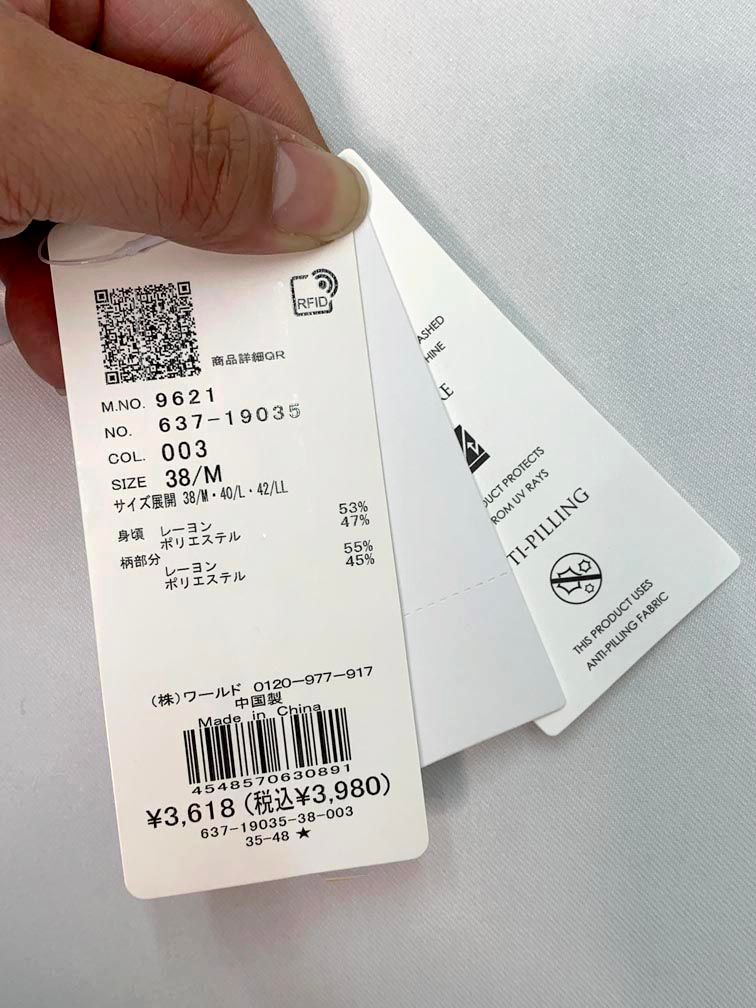 RFID
商品詳細QR
M.NO. 9621
NO. 637-19035
COL. 003
SIZE 38/M
サイズ展開 38/M・40/L・42/LL
身頃 レーヨン 53%
ポリエステル 47%
柄部分
レーヨン 55%
ポリエステル 45%
(株)ワールド 0120-977-917
中国製
Made in China
4548570630891
¥3,618(税込¥3,980)
637-19035-38-003
35-48 ★
PROTECTS
UV RAYS
TI-PILLING
THIS PRODUCT USES
ANTI-PILLING FABRIC